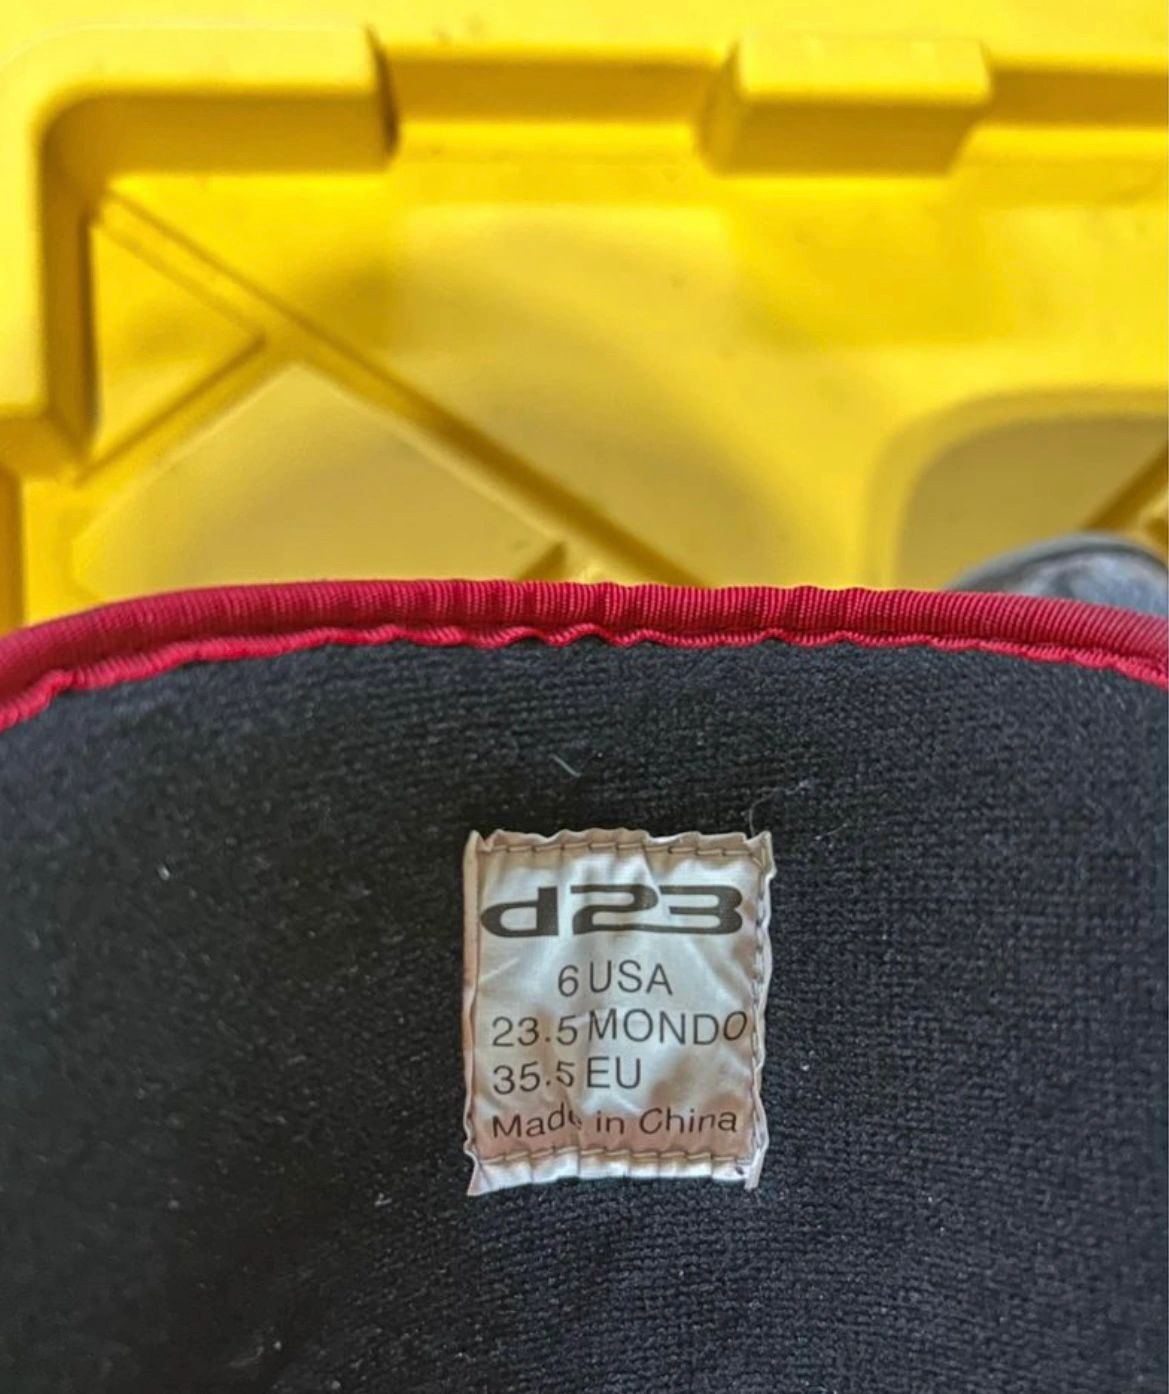 d23
6 USA
23.5 MONDO
35.5 EU
Made in China